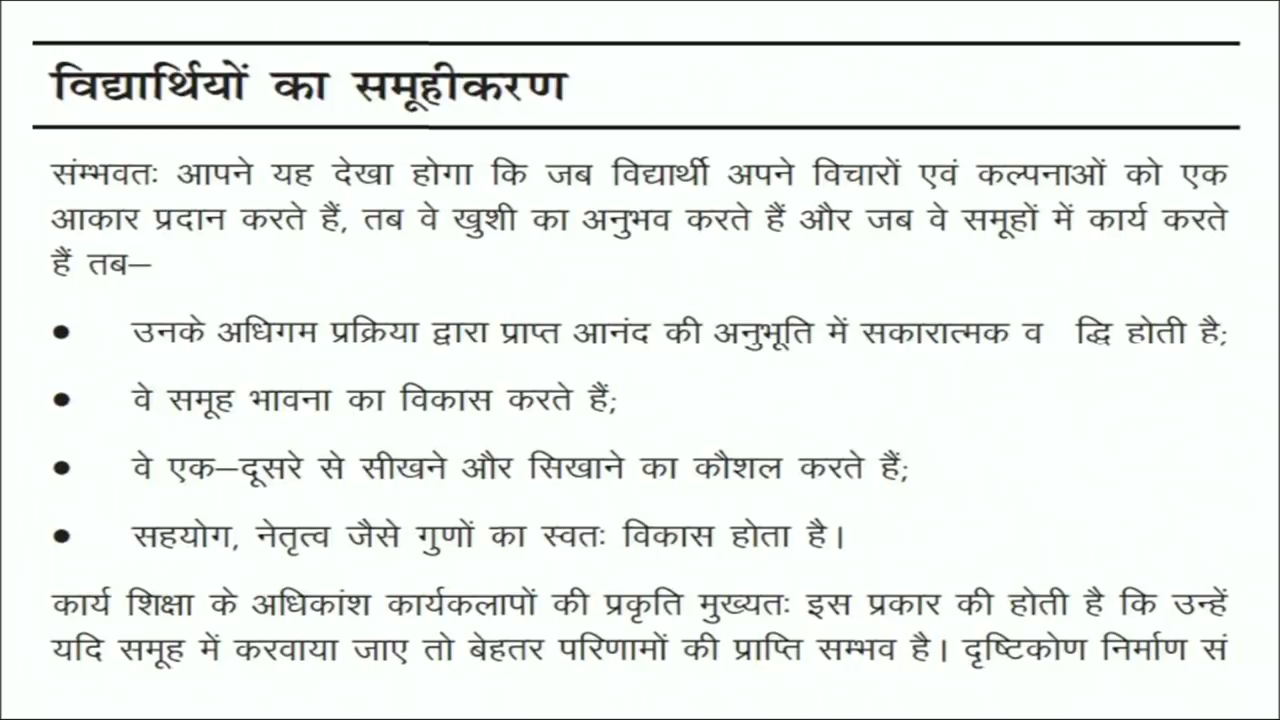 विद्यार्थियों का समूहीकरण
संम्भवतः आपने यह देखा होगा कि जब विद्यार्थी अपने विचारों एवं कल्पनाओं को एक
आकार प्रदान करते हैं, तब वे खुशी का अनुभव करते हैं और जब वे समूहों में कार्य करते
हैं तब—
● उनके अधिगम प्रक्रिया द्वारा प्राप्त आनंद की अनुभूति में सकारात्मक व द्धि होती है;
● वे समूह भावना का विकास करते हैं;
● वे एक—दूसरे से सीखने और सिखाने का कौशल करते हैं;
● सहयोग, नेतृत्व जैसे गुणों का स्वतः विकास होता है।
कार्य शिक्षा के अधिकांश कार्यकलापों की प्रकृति मुख्यतः इस प्रकार की होती है कि उन्हें
यदि समूह में करवाया जाए तो बेहतर परिणामों की प्राप्ति सम्भव है। दृष्टिकोण निर्माण सं